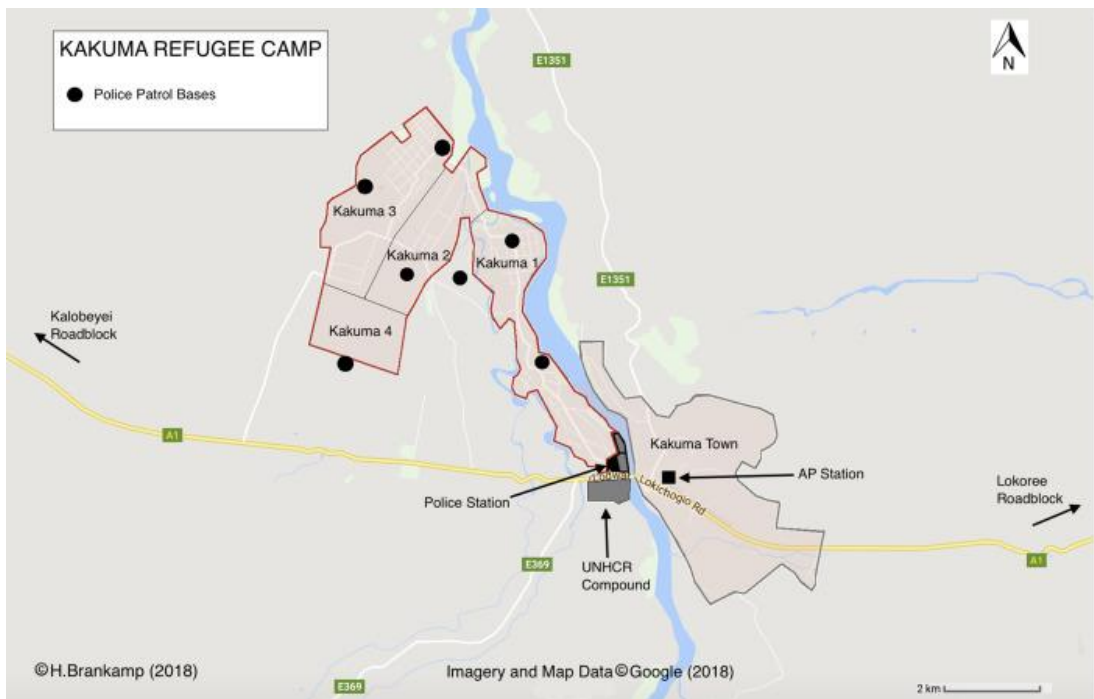 KAKUMA REFUGEE CAMP
Police Patrol Bases
N
E1351
Kakuma 3
Kakuma 2
Kakuma 1
E1351
Kalobeyei
Roadblock
Kakuma 4
A1
Kakuma Town
AP Station
Lokoree
Roadblock
Police Station
Lokichogio Rd
UNHCR
Compound
E369
A1
E369
©H.Brankamp (2018)
Imagery and Map Data©Google (2018)
2 km